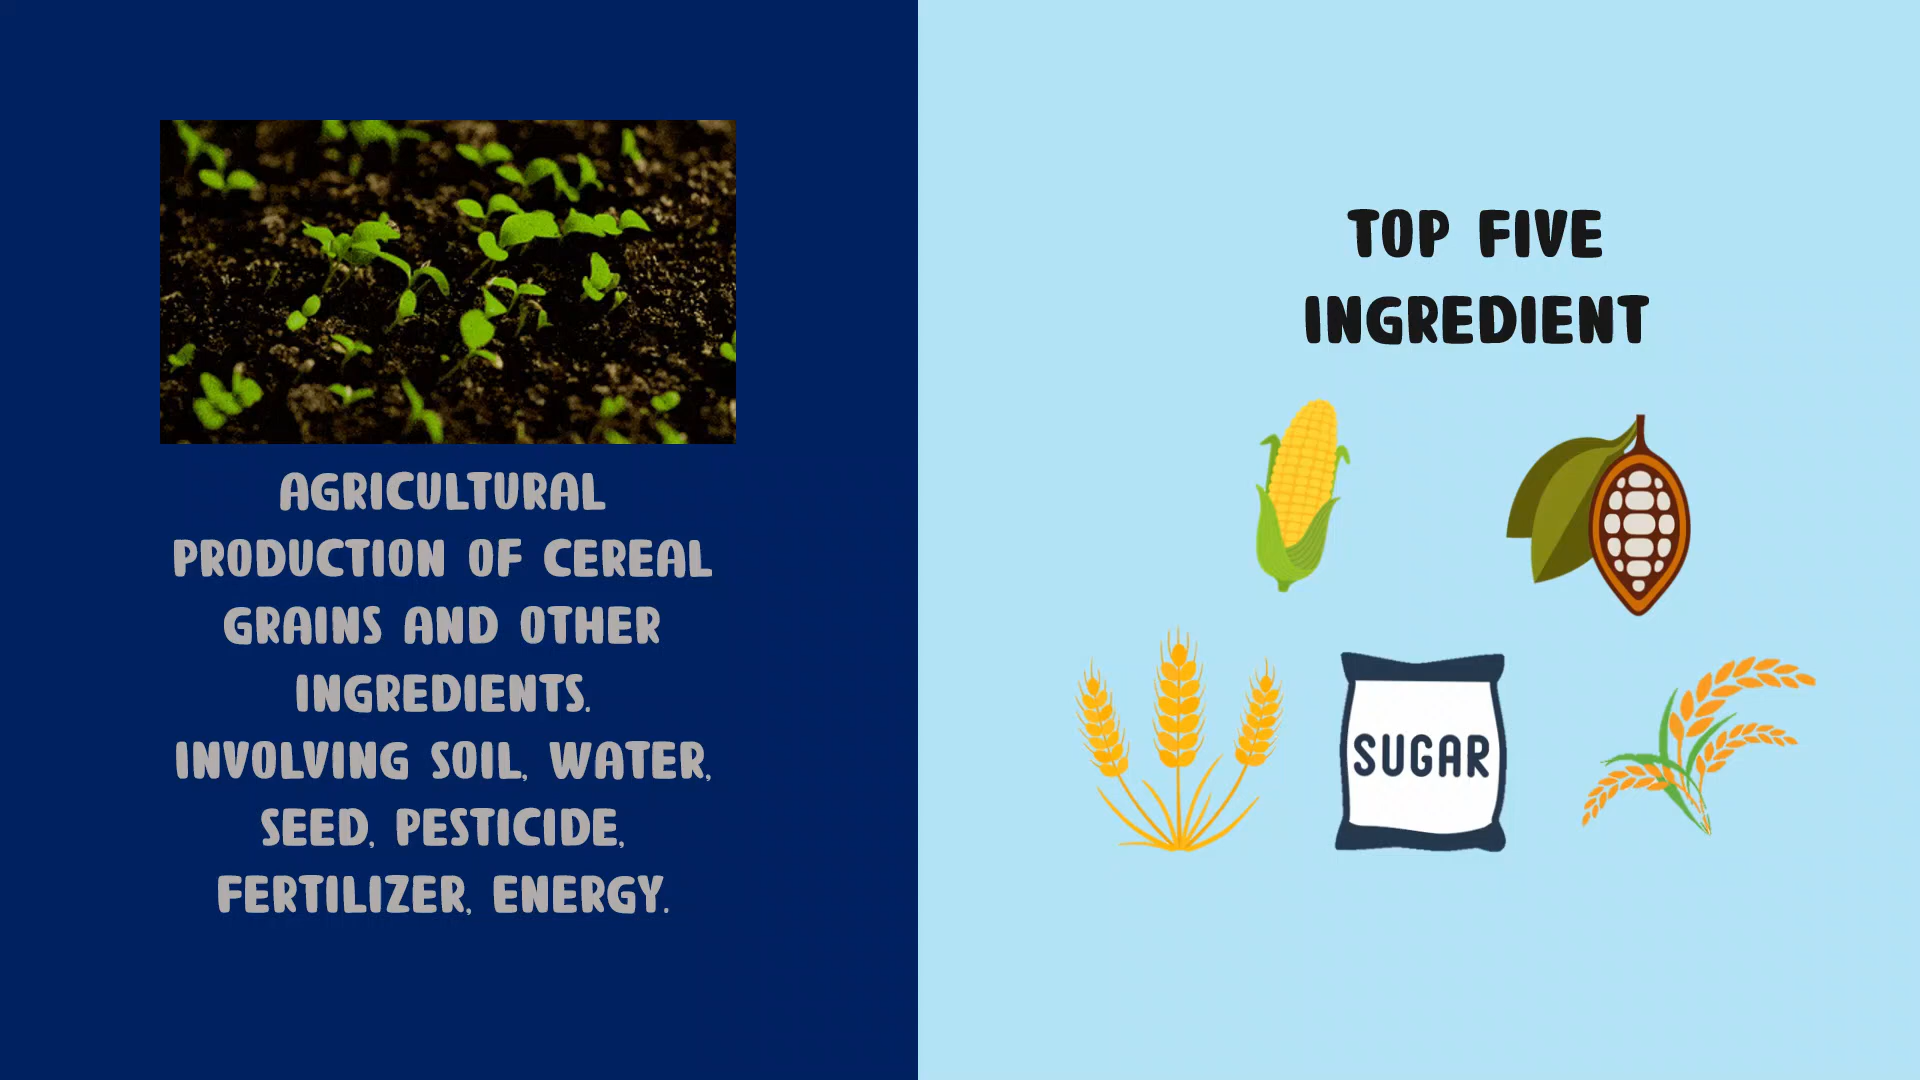 AGRICULTURAL
PRODUCTION OF CEREAL
GRAINS AND OTHER
INGREDIENTS.
INVOLVING SOIL, WATER,
SEED, PESTICIDE,
FERTILIZER, ENERGY.
TOP FIVE
INGREDIENT
SUGAR